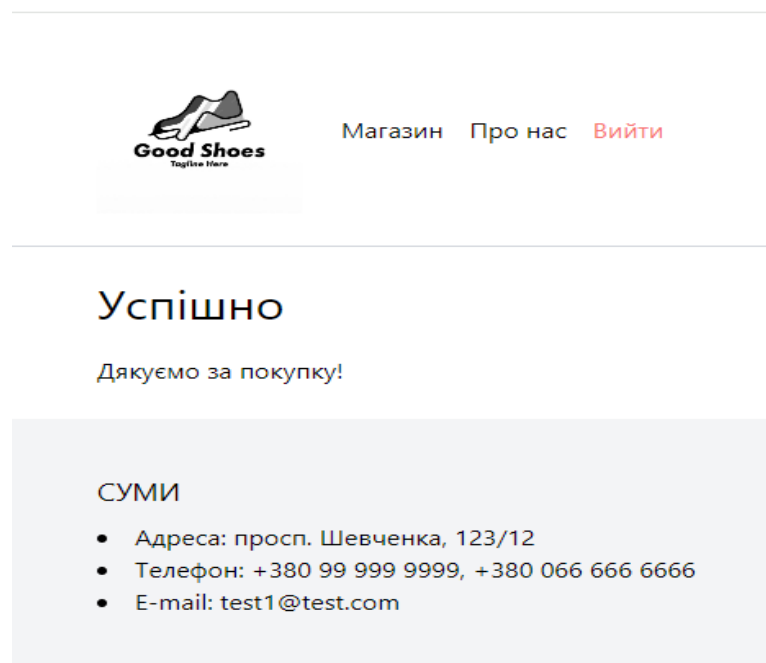 Good Shoes
Tagline Here
Магазин Про нас Вийти
Успішно
Дякуємо за покупку!
СУМИ
• Адреса: просп. Шевченка, 123/12
• Телефон: +380 99 999 9999, +380 066 666 6666
• E-mail: test1@test.com